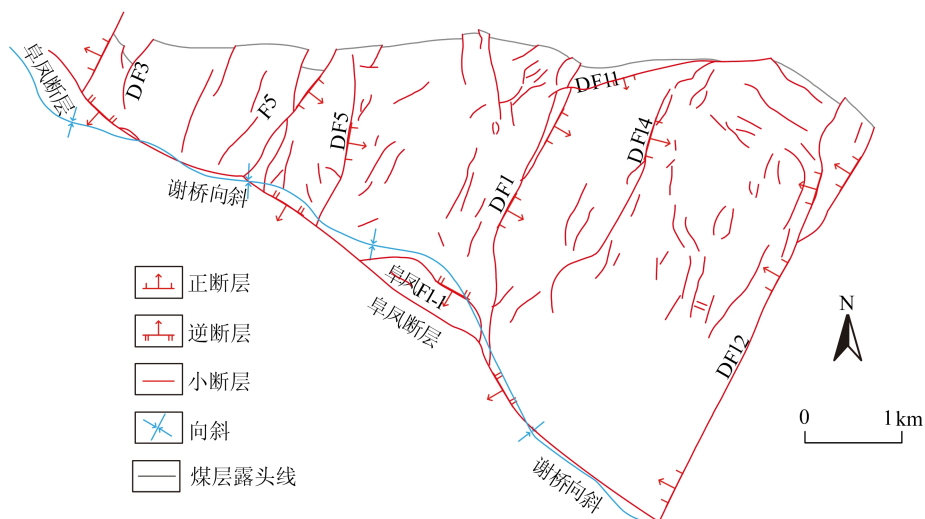 阜凤断层
DF3
F5
DF5
DF11
DF14
DF1
谢桥向斜
阜凤F1-1
阜凤断层
DF12
谢桥向斜
正断层
逆断层
小断层
向斜
煤层露头线
N
0 1 km